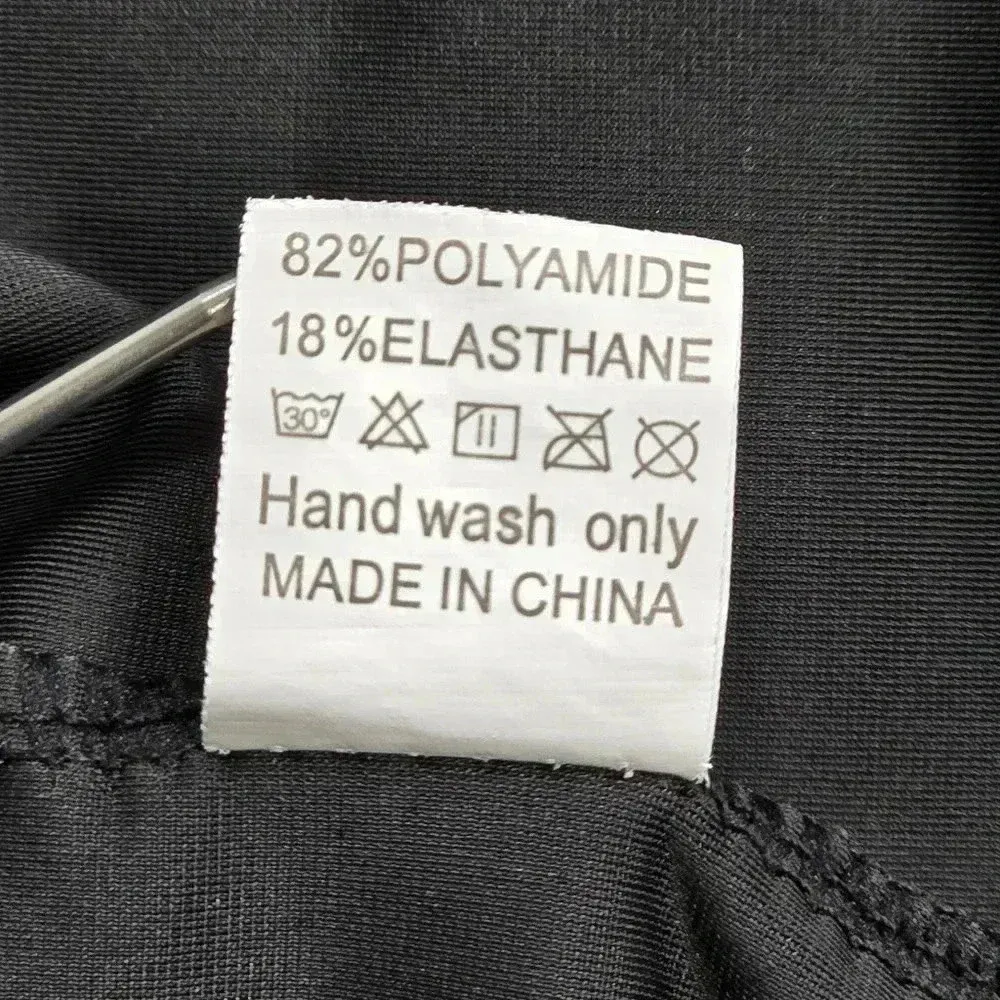 82%POLYAMIDE
18%ELASTHANE
30°
Hand wash only
MADE IN CHINA